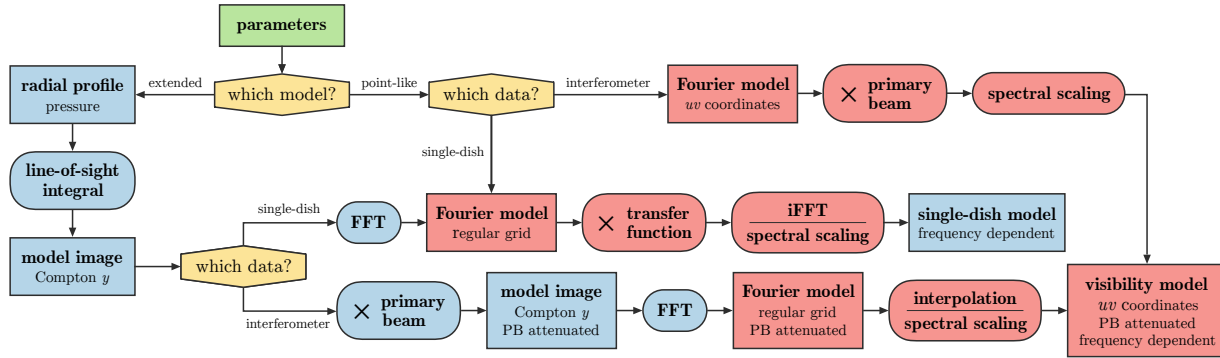 parameters
radial profile
pressure
extended
which model?
point-like
which data?
interferometer
Fourier model
uv coordinates
× primary
beam
spectral scaling
line-of-sight
integral
single-dish
model image
Compton y
which data?
single-dish
FFT
Fourier model
regular grid
× transfer
function
iFFT
spectral scaling
single-dish model
frequency dependent
interferometer
× primary
beam
model image
Compton y
PB attenuated
FFT
Fourier model
regular grid
PB attenuated
interpolation
spectral scaling
visibility model
uv coordinates
PB attenuated
frequency dependent